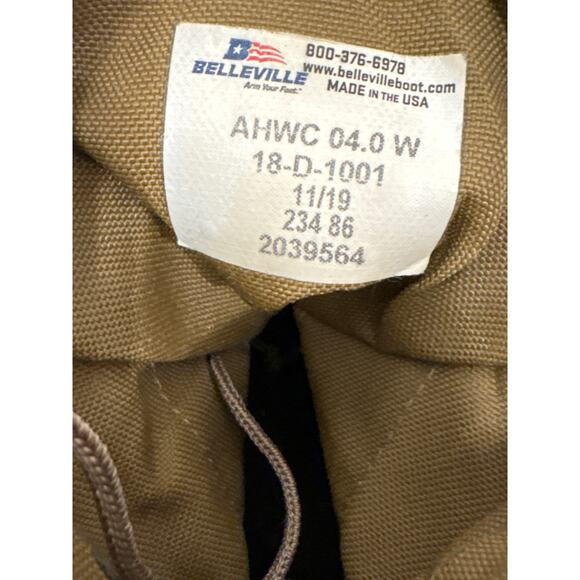 BELLEVILLE
Arm Your Feet.
800-376-6978
www.bellevilleboot.com
MADE IN THE USA
AHWC 04.0 W
18-D-1001
11/19
234 86
2039564